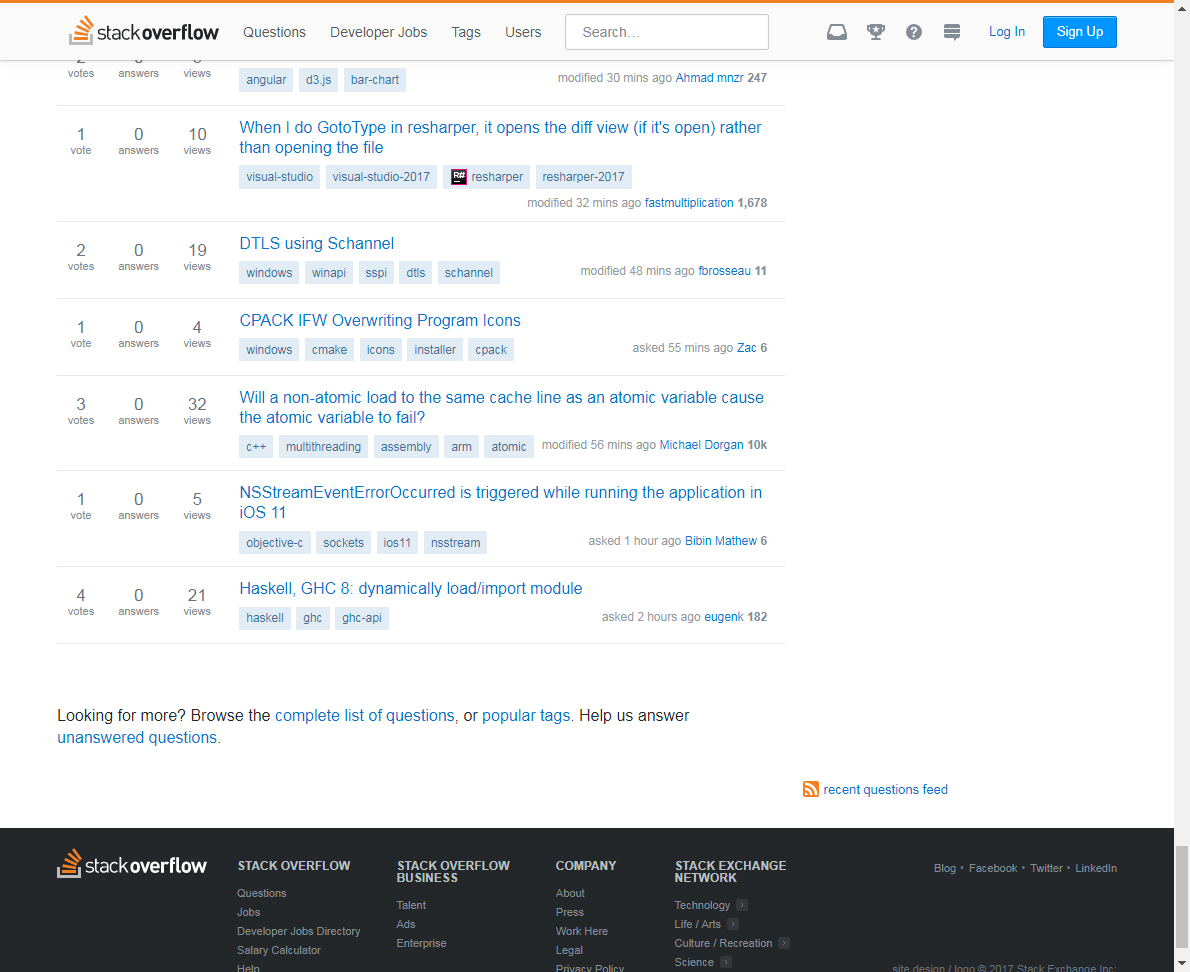 stackoverflow Questions Developer Jobs Tags Users Search... Log In Sign Up
votes answers views
angular d3.js bar-chart modified 30 mins ago Ahmad mnzr 247
1 0 10 When I do GotoType in resharper, it opens the diff view (if it's open) rather
vote answers views than opening the file
visual-studio visual-studio-2017 R# resharper resharper-2017
modified 32 mins ago fastmultiplication 1,678
2 0 19 DTLS using Schannel
votes answers views
windows winapi sspi dtls schannel modified 48 mins ago fbrosseau 11
1 0 4 CPACK IFW Overwriting Program Icons
vote answers views
windows cmake icons installer cpack asked 55 mins ago Zac 6
3 0 32 Will a non-atomic load to the same cache line as an atomic variable cause
votes answers views the atomic variable to fail?
c++ multithreading assembly arm atomic modified 56 mins ago Michael Dorgan 10k
1 0 5 NSStreamEventErrorOccurred is triggered while running the application in
vote answers views iOS 11
objective-c sockets ios11 nsstream asked 1 hour ago Bibin Mathew 6
4 0 21 Haskell, GHC 8: dynamically load/import module
votes answers views
haskell ghc ghc-api asked 2 hours ago eugenk 182
Looking for more? Browse the complete list of questions, or popular tags. Help us answer
unanswered questions.
recent questions feed
stackoverflow
STACK OVERFLOW
Questions
Jobs
Developer Jobs Directory
Salary Calculator
Help
STACK OVERFLOW
BUSINESS
Talent
Ads
Enterprise
COMPANY
About
Press
Work Here
Legal
Privacy Policy
STACK EXCHANGE
NETWORK
Technology
Life / Arts
Culture / Recreation
Science
Blog • Facebook • Twitter • LinkedIn
site design / logo © 2017 Stack Exchange Inc;